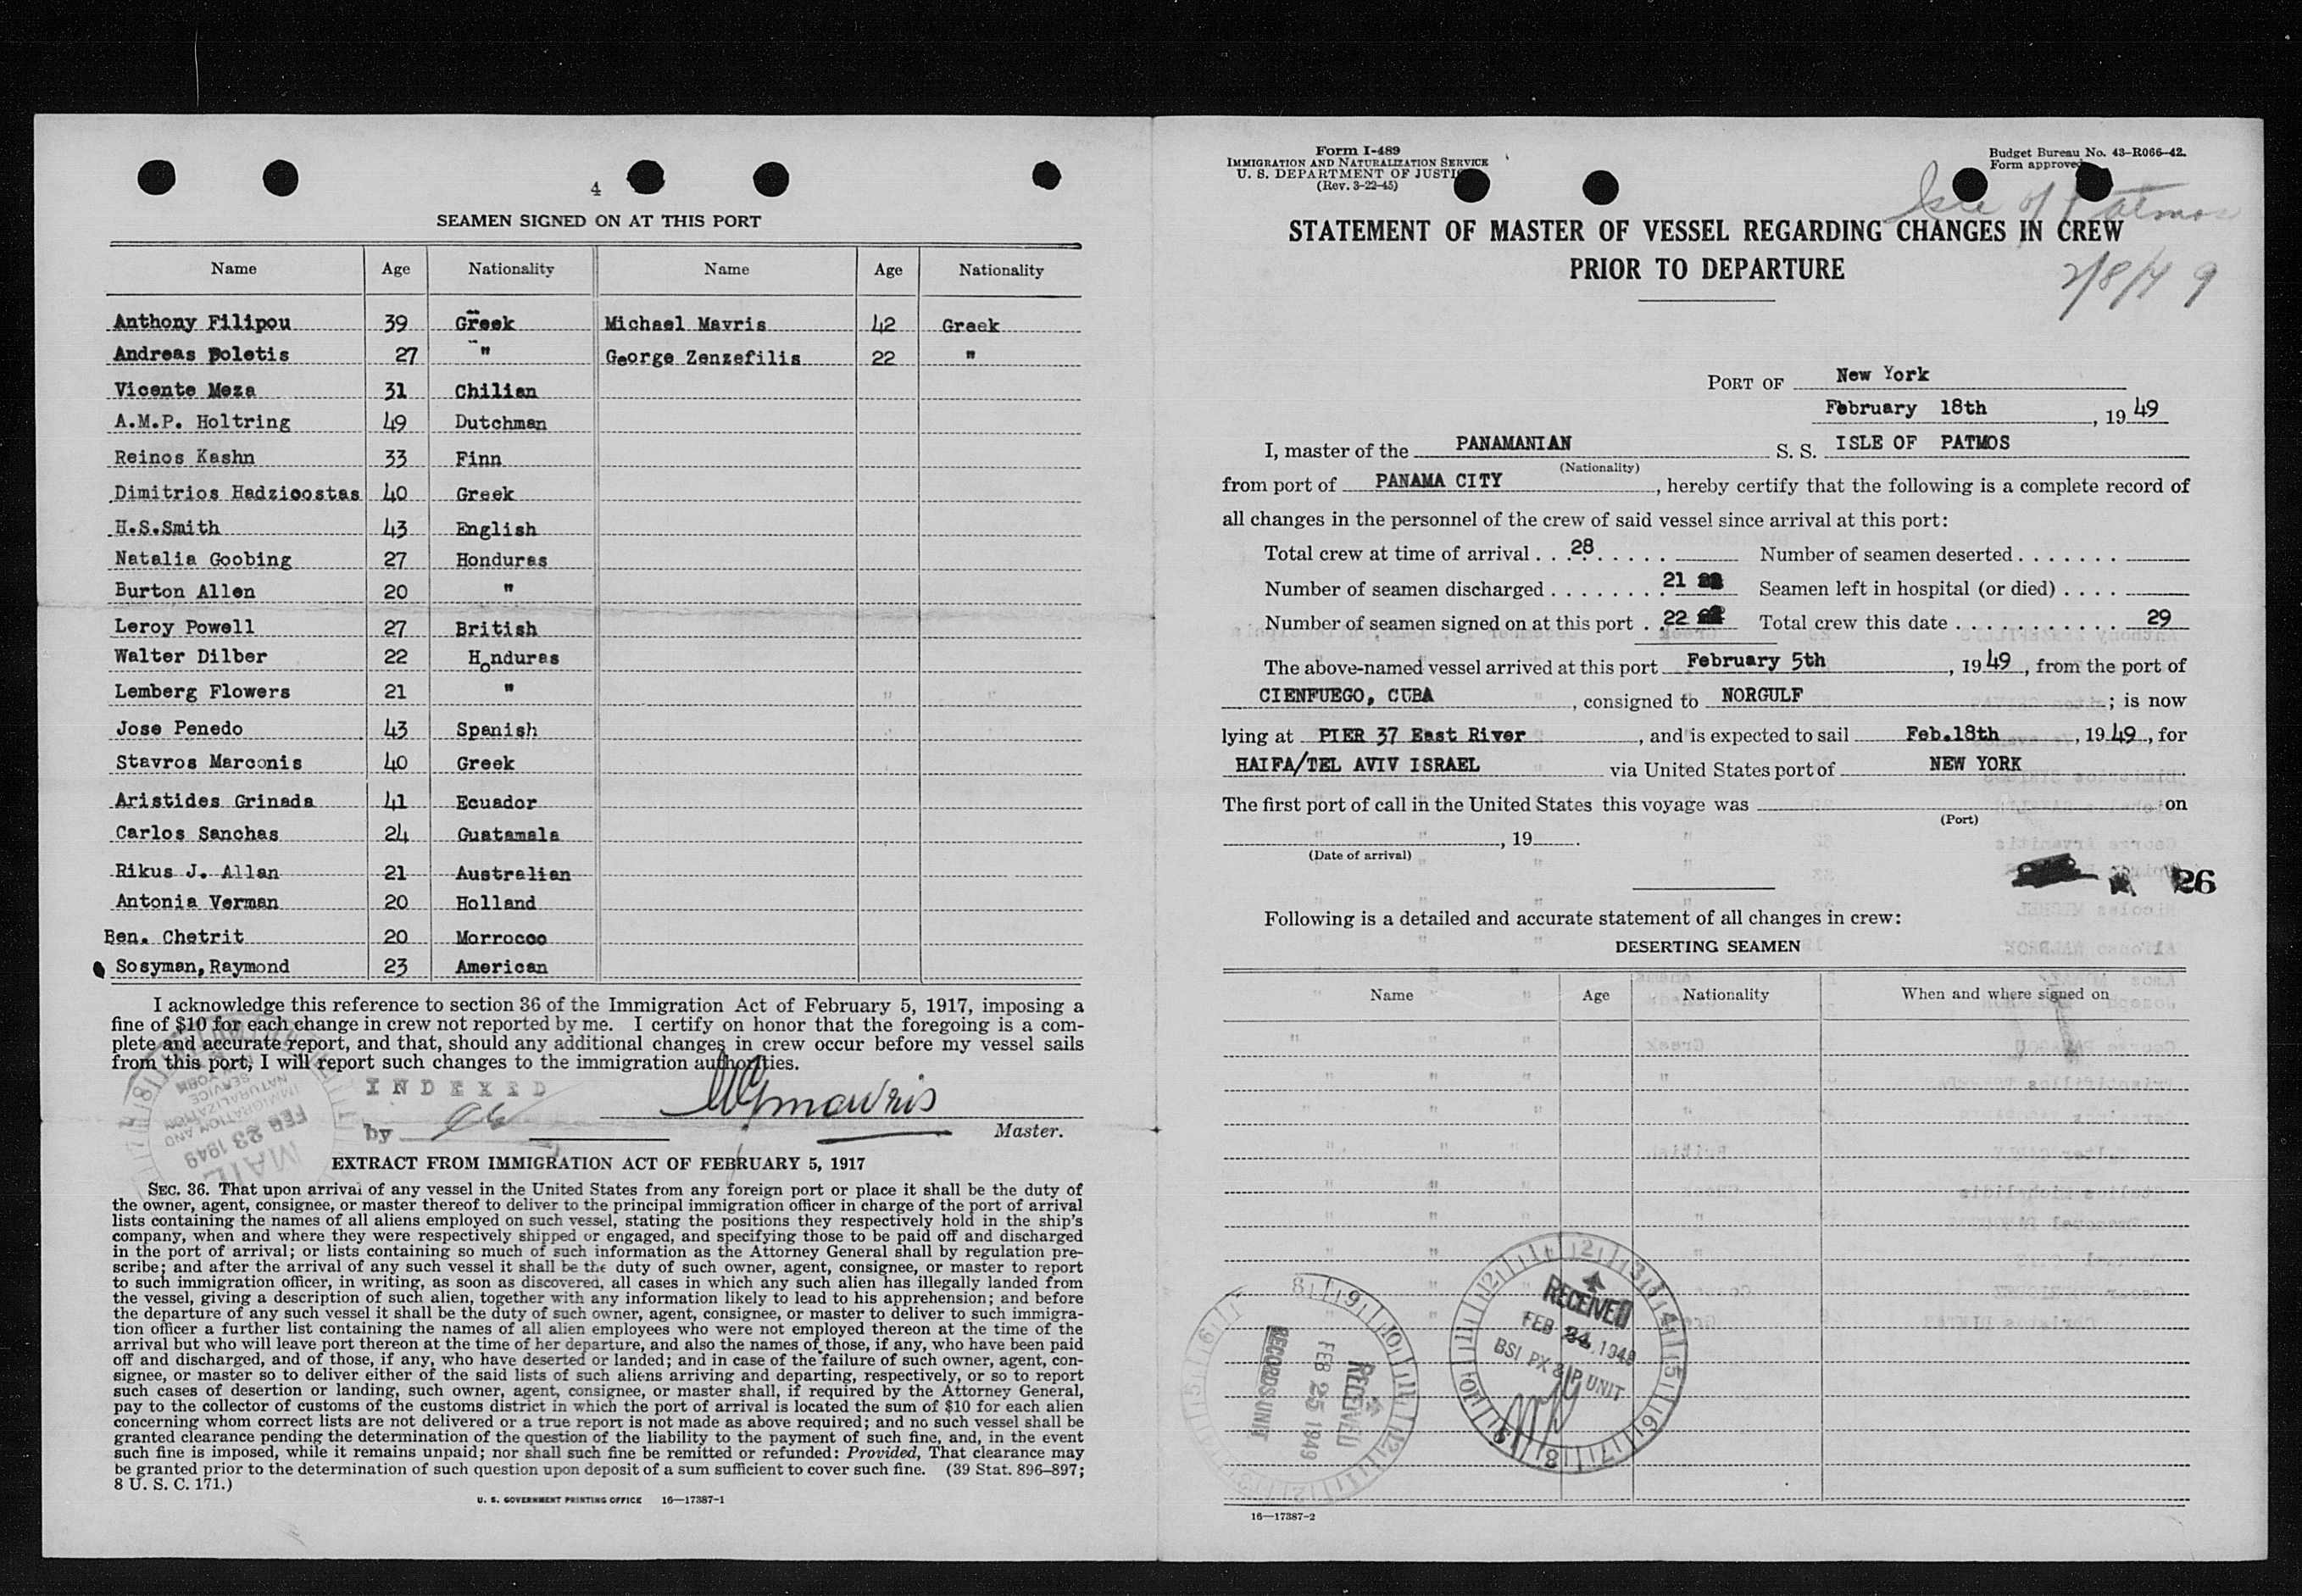 4
SEAMEN SIGNED ON AT THIS PORT
Name Age Nationality Name Age Nationality
Anthony Filipou 39 Greek Michael Mavris 42 Greek
Andreas Poletis 27 " George Zenzefilis 22 "
Vicente Meza 31 Chilian
A.M.P. Holtring 49 Dutchman
Reinos Kashn 33 Finn
Dimitrios Hadzicostas 40 Greek
H.S.Smith 43 English
Natalia Goobing 27 Honduras
Burton Allen 20 "
Leroy Powell 27 British
Walter Dilber 22 Honduras
Lemberg Flowers 21 "
Jose Penedo 43 Spanish
Stavros Marconis 40 Greek
Aristides Grinada 41 Ecuador
Carlos Sanchas 24 Guatamala
Rikus J. Allan 21 Australian
Antonia Verman 20 Holland
Ben. Chetrit 20 Morrocco
Sosyman, Raymond 23 American
I acknowledge this reference to section 36 of the Immigration Act of February 5, 1917, imposing a
fine of $10 for each change in crew not reported by me. I certify on honor that the foregoing is a com-
plete and accurate report, and that, should any additional changes in crew occur before my vessel sails
from this port, I will report such changes to the immigration authorities.
INDEXED
by
Master.
MAIL
FEB 23 1949
IMMIGRATION AND
NATURALIZATION
SERVICE
EXTRACT FROM IMMIGRATION ACT OF FEBRUARY 5, 1917
SEC. 36. That upon arrival of any vessel in the United States from any foreign port or place it shall be the duty of
the owner, agent, consignee, or master thereof to deliver to the principal immigration officer in charge of the port of arrival
lists containing the names of all aliens employed on such vessel, stating the positions they respectively hold in the ship's
company, when and where they were respectively shipped or engaged, and specifying those to be paid off and discharged
in the port of arrival; or lists containing so much of such information as the Attorney General shall by regulation pre-
scribe; and after the arrival of any such vessel it shall be the duty of such owner, agent, consignee, or master to report
to such immigration officer, in writing, as soon as discovered, all cases in which any such alien has illegally landed from
the vessel, giving a description of such alien, together with any information likely to lead to his apprehension; and before
the departure of any such vessel it shall be the duty of such owner, agent, consignee, or master to deliver to such immigra-
tion officer a further list containing the names of all alien employees who were not employed thereon at the time of the
arrival but who will leave port thereon at the time of her departure, and also the names of those, if any, who have been paid
off and discharged, and of those, if any, who have deserted or landed; and in case of the failure of such owner, agent, con-
signee, or master so to deliver either of the said lists of such aliens arriving and departing, respectively, or so to report
such cases of desertion or landing, such owner, agent, consignee, or master shall, if required by the Attorney General,
pay to the collector of customs of the customs district in which the port of arrival is located the sum of $10 for each alien
concerning whom correct lists are not delivered or a true report is not made as above required; and no such vessel shall be
granted clearance pending the determination of the question of the liability to the payment of such fine, and, in the event
such fine is imposed, while it remains unpaid; nor shall such fine be remitted or refunded: Provided, That clearance may
be granted prior to the determination of such question upon deposit of a sum sufficient to cover such fine. (39 Stat. 896–897;
8 U. S. C. 171.)
U. S. GOVERNMENT PRINTING OFFICE 16—17387-1
Form I-489
IMMIGRATION AND NATURALIZATION SERVICE
U. S. DEPARTMENT OF JUSTI
(Rev. 3-22-45)
Budget Bureau No. 43–R066–42.
Form approved
Isle of Patmos
STATEMENT OF MASTER OF VESSEL REGARDING CHANGES IN CREW
PRIOR TO DEPARTURE
2/8/49
PORT OF New York
February 18th, 19 49
I, master of the PANAMANIAN S. S. ISLE OF PATMOS
(Nationality)
from port of PANAMA CITY, hereby certify that the following is a complete record of
all changes in the personnel of the crew of said vessel since arrival at this port:
Total crew at time of arrival . . . 28 . . . . . Number of seamen deserted . . . . . . .
Number of seamen discharged . . . . . . . . 21 Seamen left in hospital (or died) . . . .
Number of seamen signed on at this port . . 22 Total crew this date . . . . . . . . . . . 29
The above-named vessel arrived at this port February 5th, 19 49, from the port of
CIENFUEGO, CUBA, consigned to NORGULF; is now
lying at PIER 37 East River, and is expected to sail Feb.18th, 19 49, for
HAIFA/TEL AVIV ISRAEL via United States port of NEW YORK
The first port of call in the United States this voyage was on
(Port)
, 19 .
(Date of arrival)
26
Following is a detailed and accurate statement of all changes in crew:
DESERTING SEAMEN
Name Age Nationality When and where signed on
RECEIVED
FEB 24 1949
BSI PX & IP UNIT
RECEIVED
FEB 25 1949
RECORDS UNIT
16—17387-2